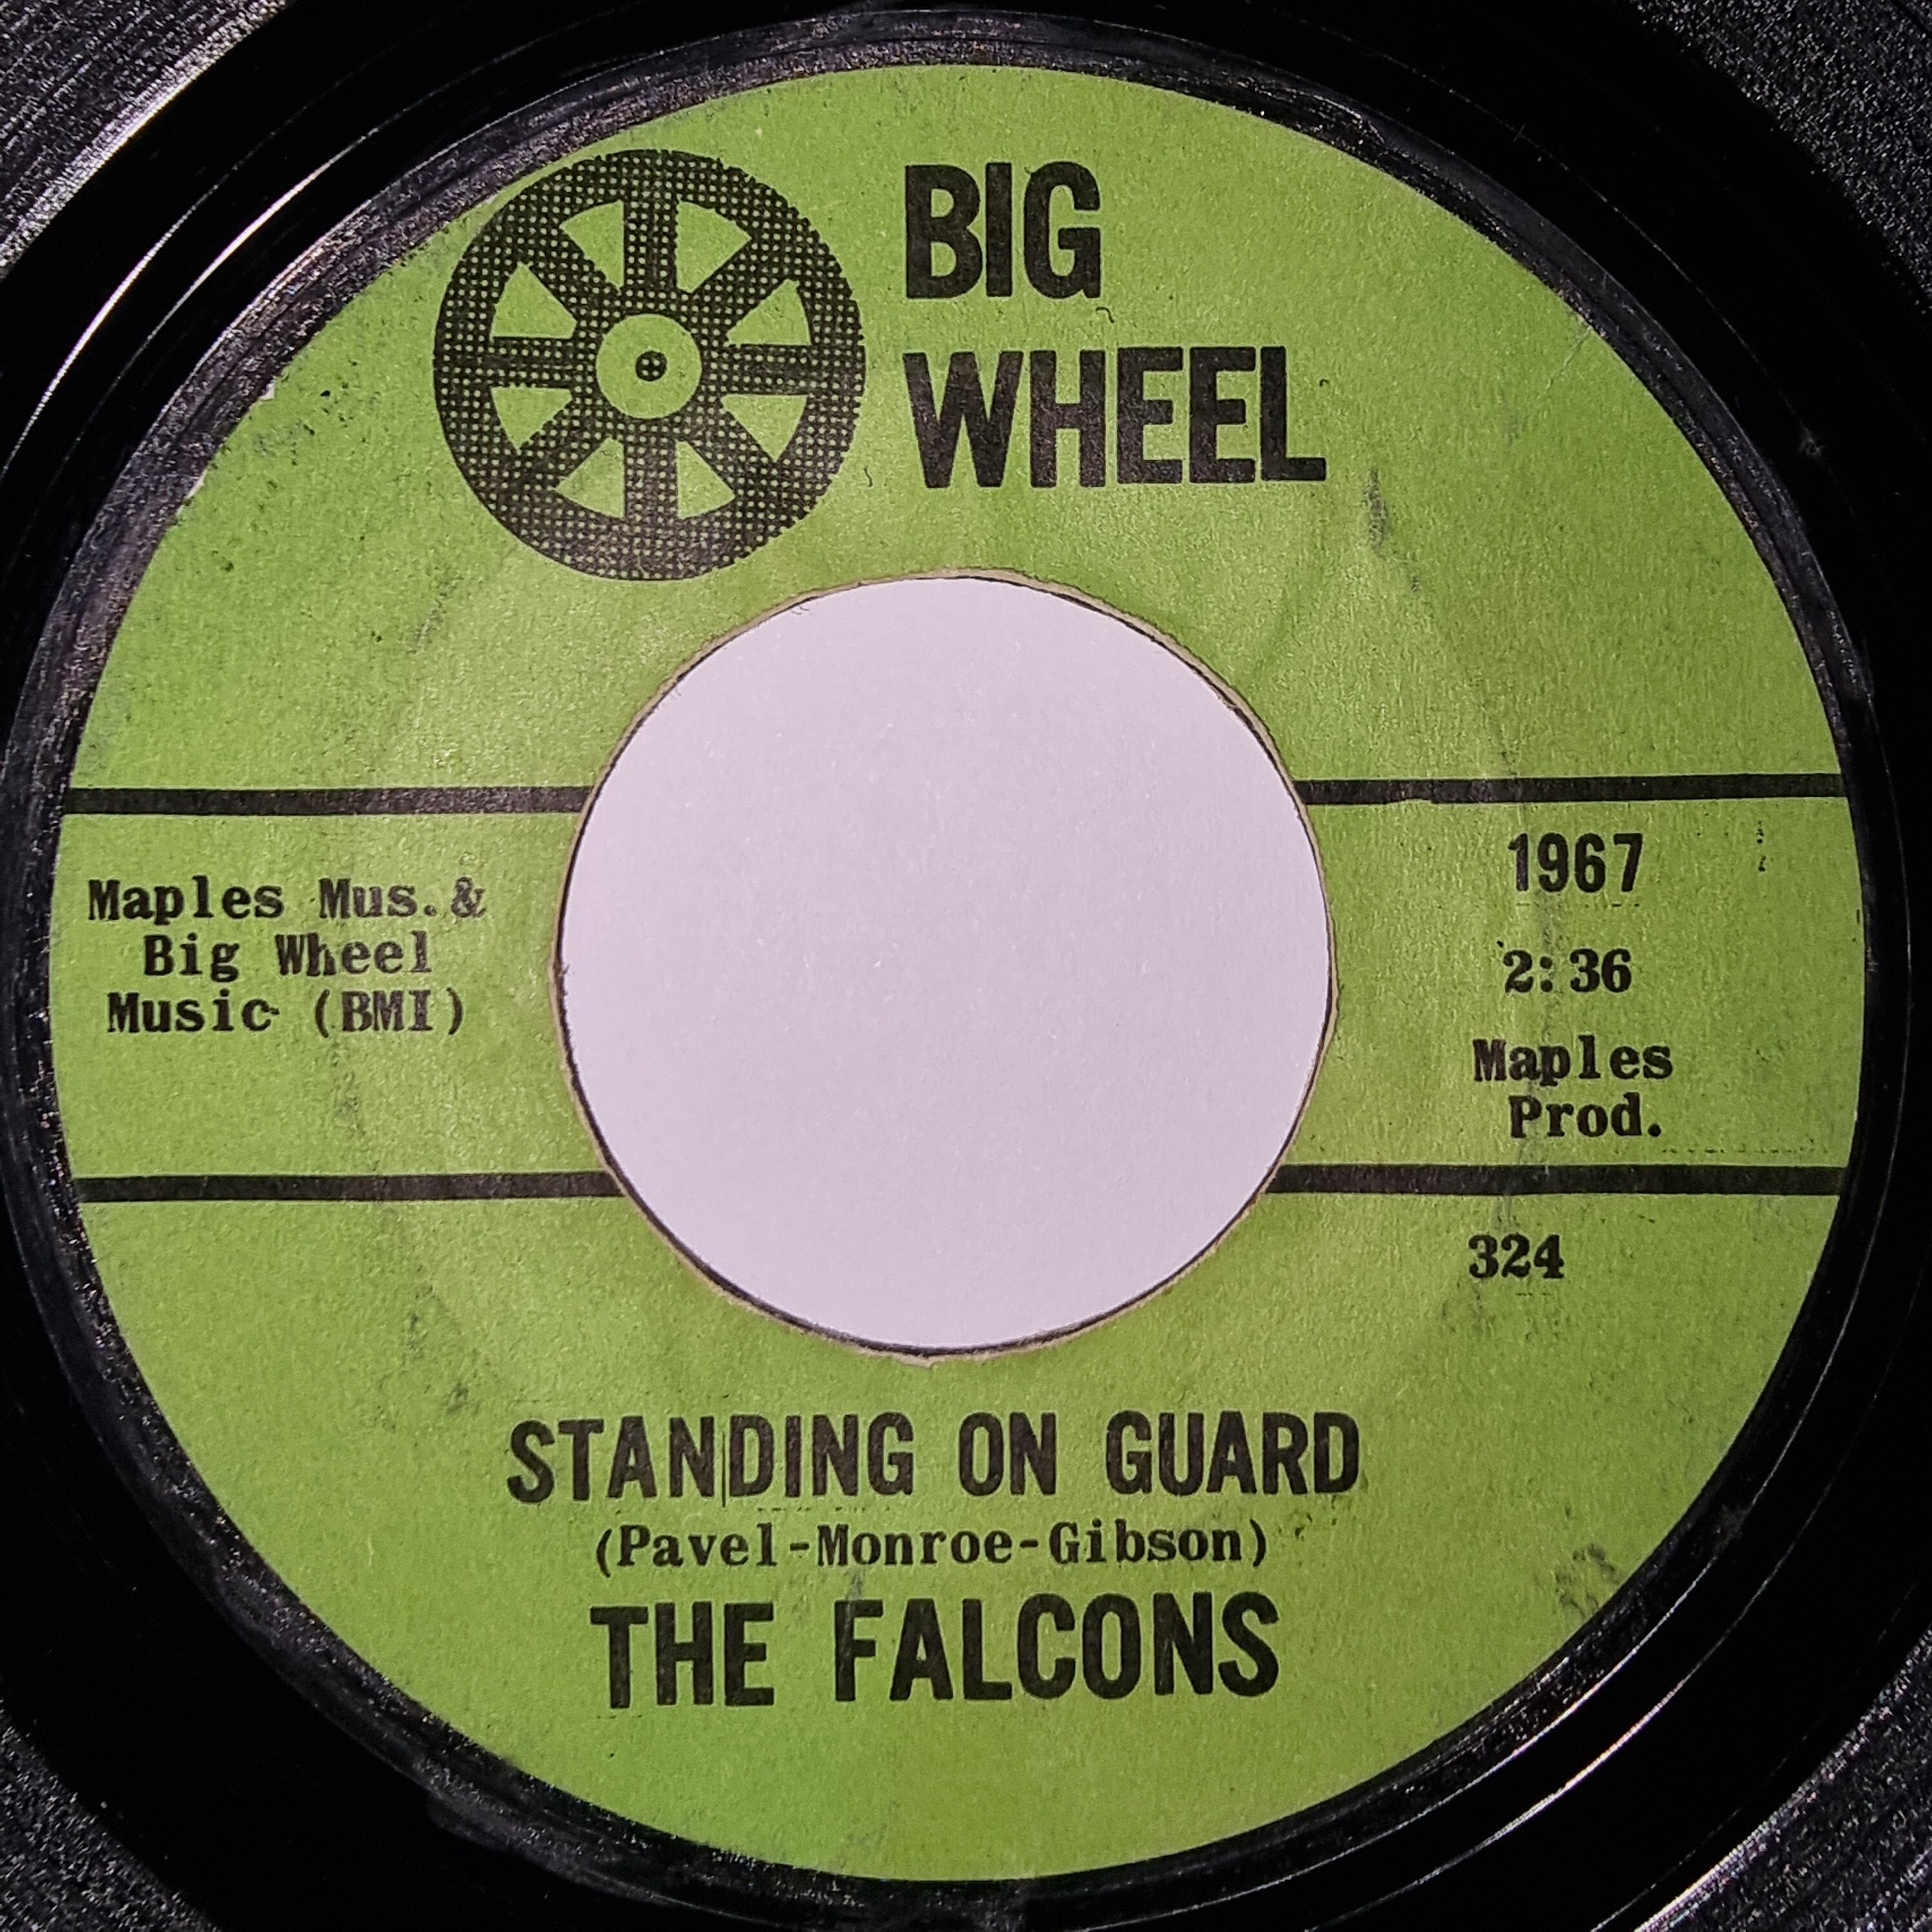 BIG
WHEEL
Maples Mus.&
Big Wheel
Music (BMI)
1967
2:36
Maples
Prod.
324
STANDING ON GUARD
(Pavel-Monroe-Gibson)
THE FALCONS